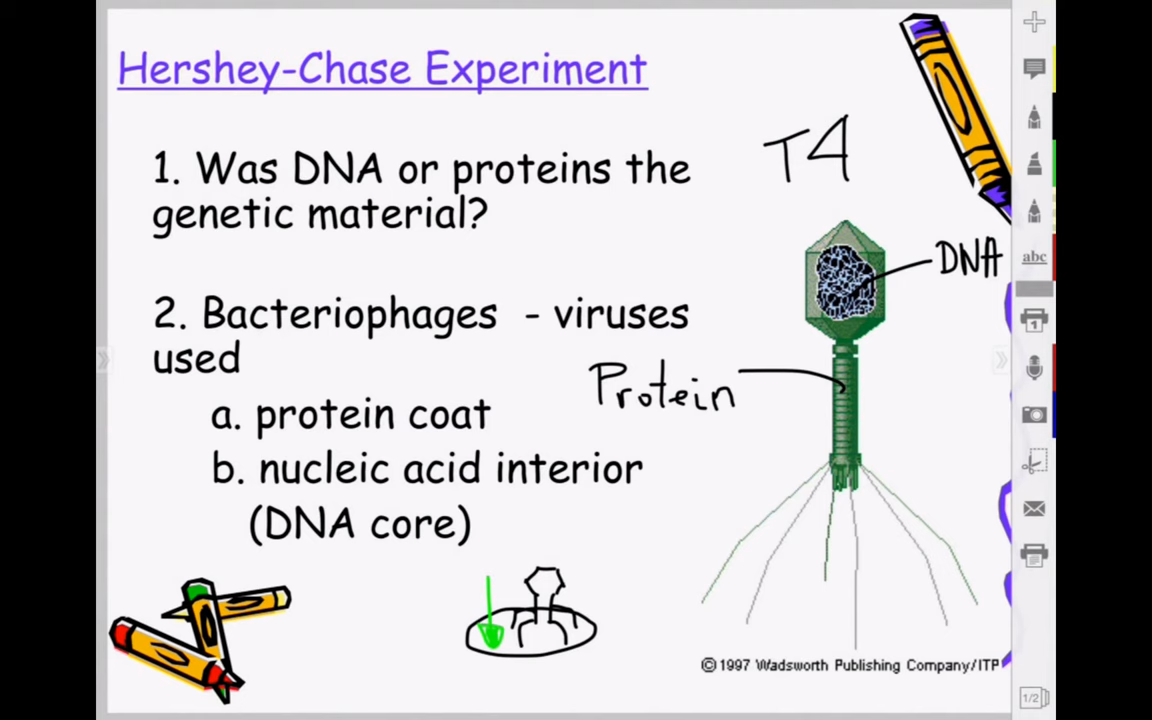 Hershey-Chase Experiment
T4
1. Was DNA or proteins the
genetic material?
DNA
2. Bacteriophages - viruses
used
Protein
a. protein coat
b. nucleic acid interior
(DNA core)
©1997 Wadsworth Publishing Company/ITP
abc
1
1/2